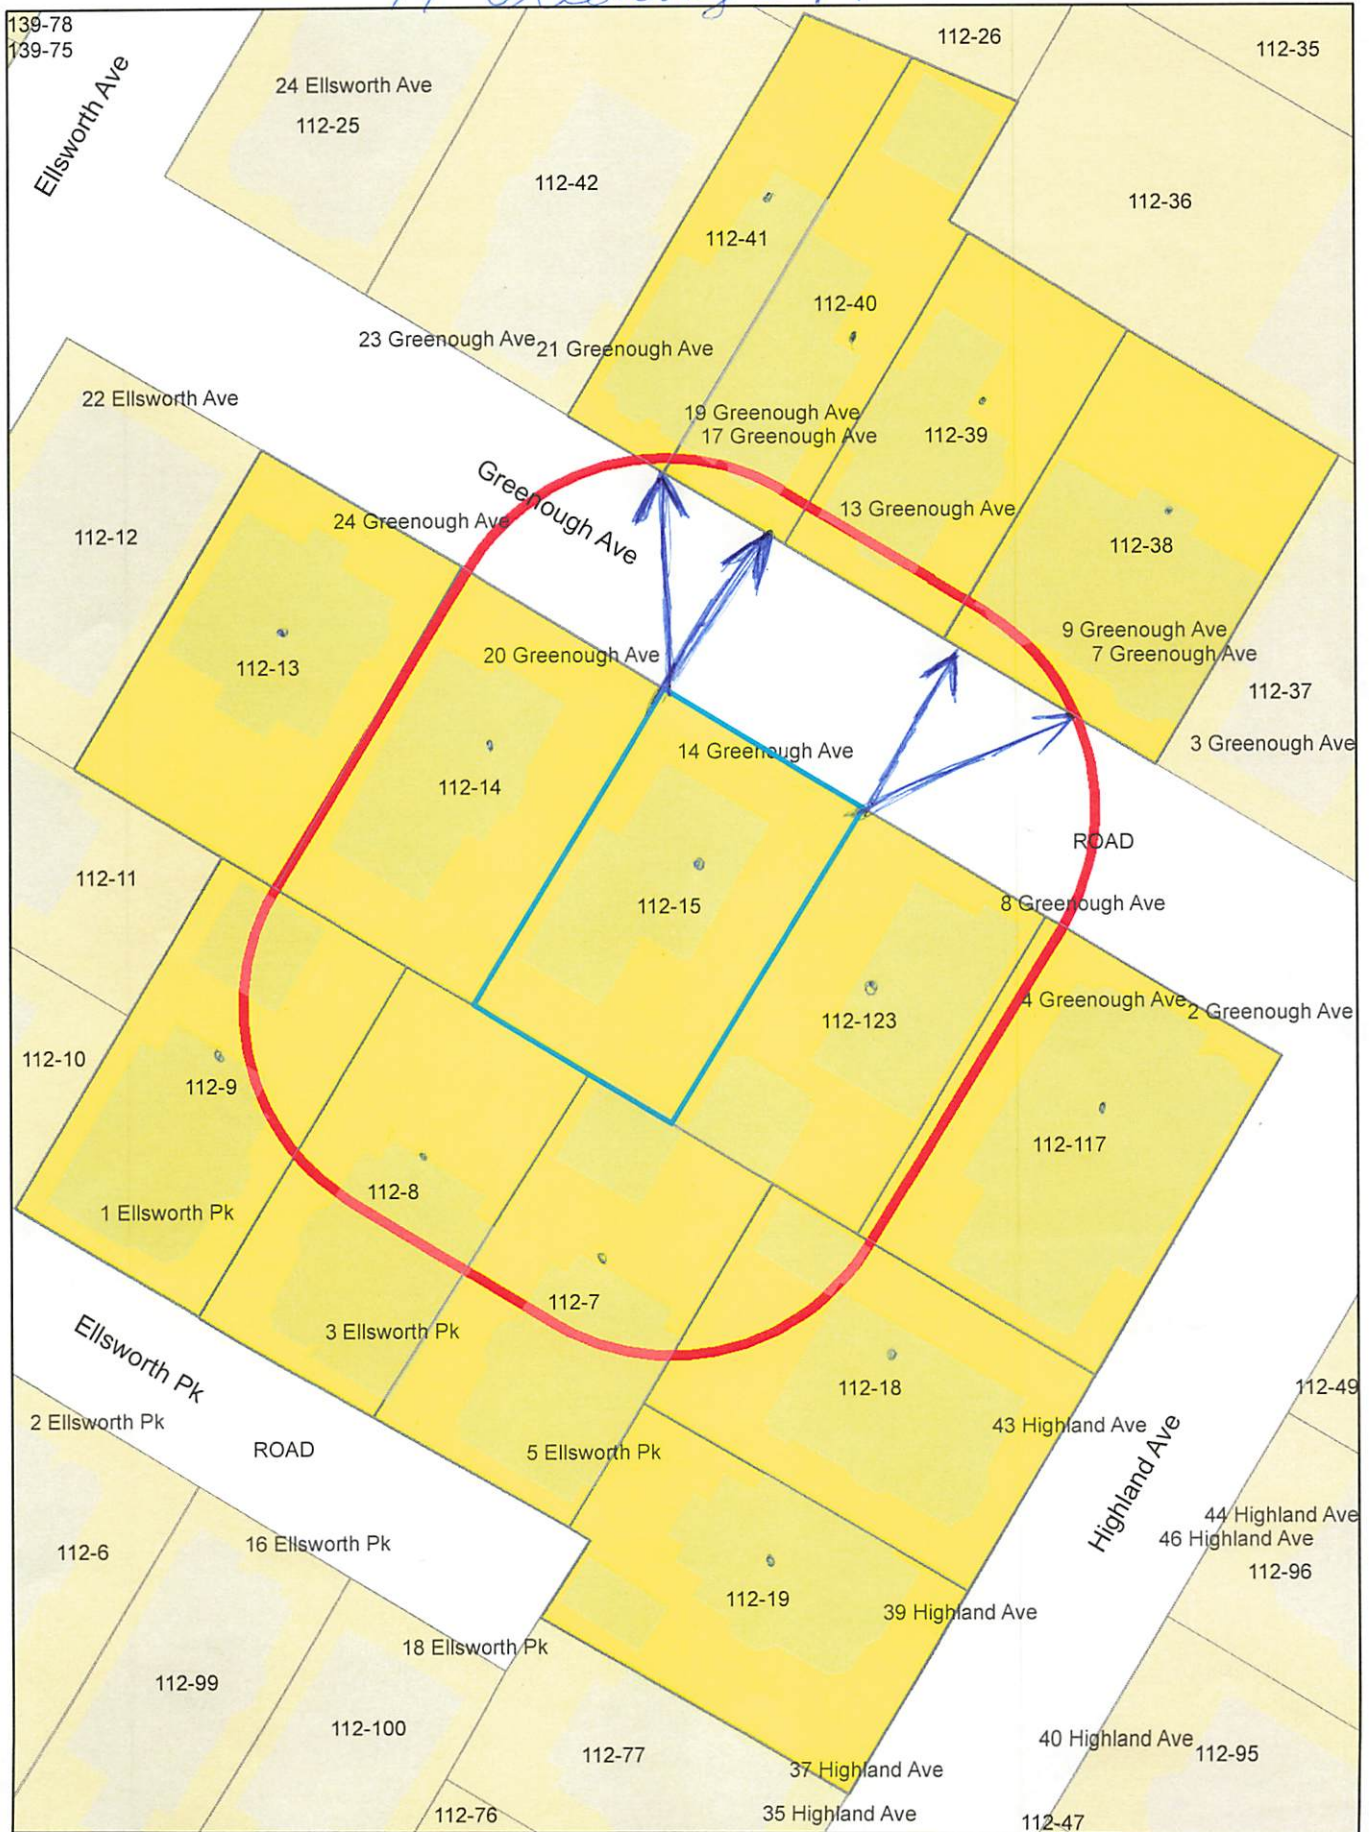 139-78
139-75
112-26
112-35
Ellsworth Ave
24 Ellsworth Ave
112-25
112-42
112-36
112-41
112-40
23 Greenough Ave
21 Greenough Ave
22 Ellsworth Ave
19 Greenough Ave
17 Greenough Ave
112-39
Greenough Ave
24 Greenough Ave
13 Greenough Ave
112-12
112-38
9 Greenough Ave
7 Greenough Ave
20 Greenough Ave
112-13
112-37
14 Greenough Ave
3 Greenough Ave
112-14
ROAD
112-11
112-15
8 Greenough Ave
4 Greenough Ave
2 Greenough Ave
112-123
112-10
112-9
112-117
112-8
1 Ellsworth Pk
112-7
3 Ellsworth Pk
Ellsworth Pk
112-18
112-49
2 Ellsworth Pk
43 Highland Ave
ROAD
5 Ellsworth Pk
Highland Ave
44 Highland Ave
46 Highland Ave
16 Ellsworth Pk
112-6
112-96
112-19
39 Highland Ave
18 Ellsworth Pk
112-99
112-100
40 Highland Ave
112-77
112-95
37 Highland Ave
112-76
35 Highland Ave
112-47